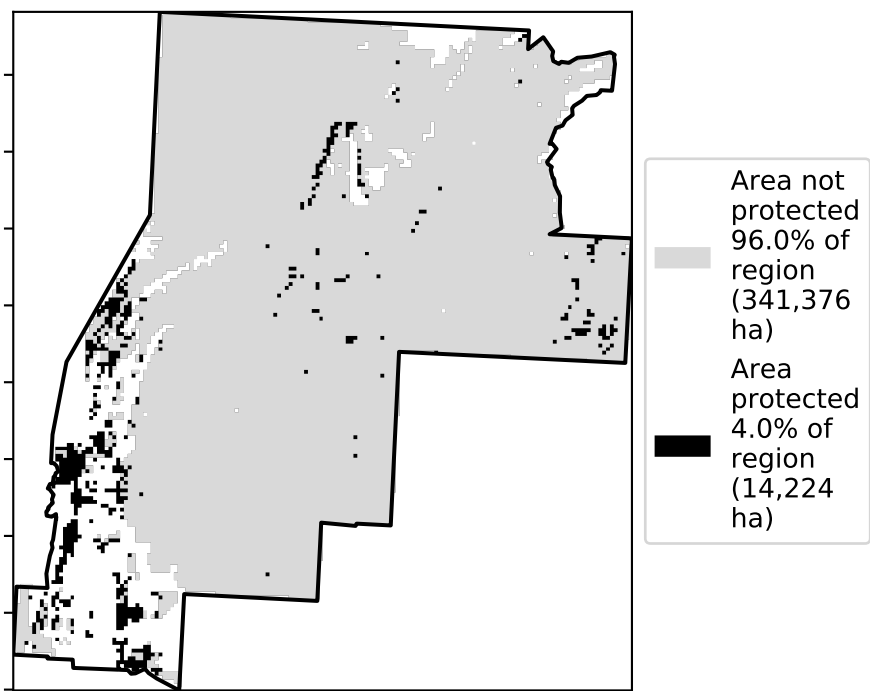 Area not
protected
96.0% of
region
(341,376
ha)
Area
protected
4.0% of
region
(14,224
ha)